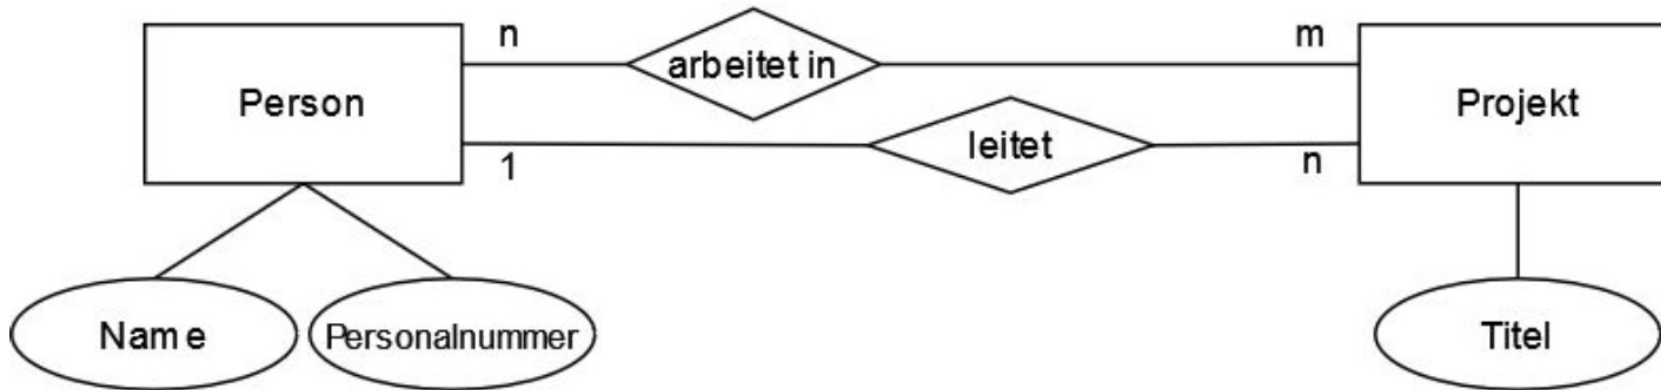 n
m
arbeitet in
Person
Projekt
leitet
1
n
Name
Personalnummer
Titel